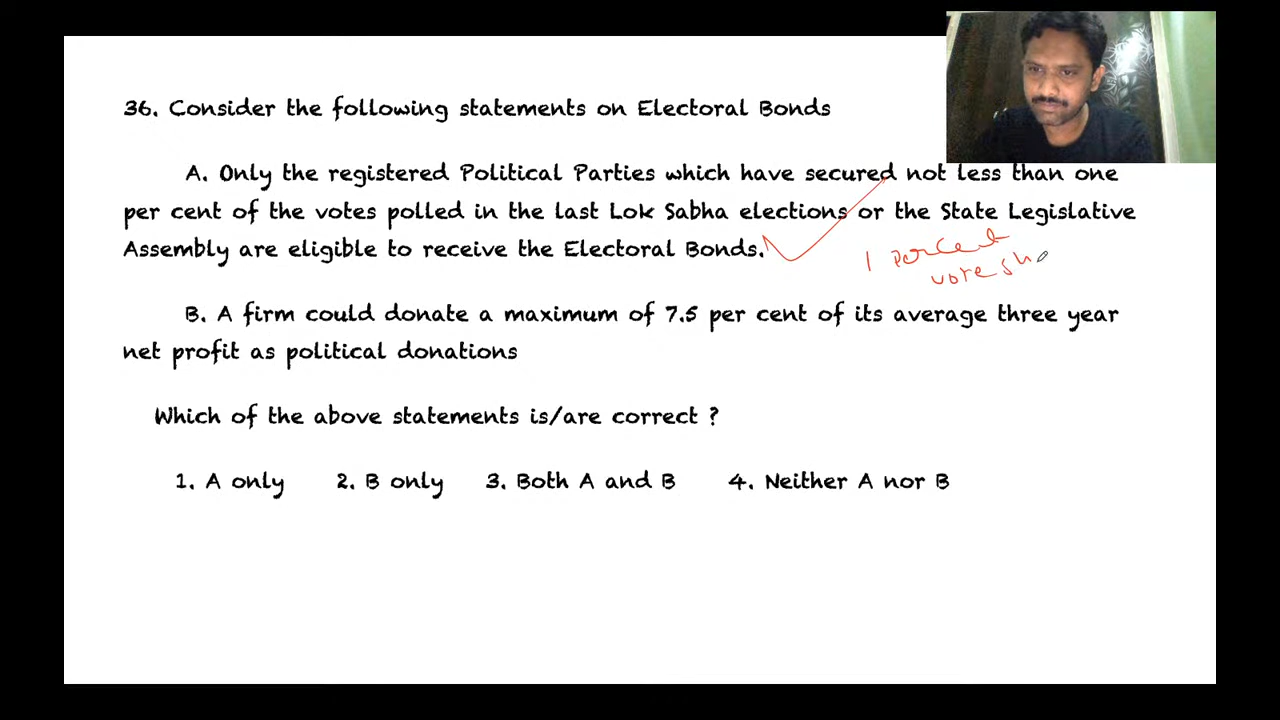 36. Consider the following statements on Electoral Bonds
A. Only the registered Political Parties which have secured not less than one
per cent of the votes polled in the last Lok Sabha elections or the State Legislative
Assembly are eligible to receive the Electoral Bonds.
1 percent
vote sh
B. A firm could donate a maximum of 7.5 per cent of its average three year
net profit as political donations
Which of the above statements is/are correct ?
1. A only 2. B only 3. Both A and B 4. Neither A nor B